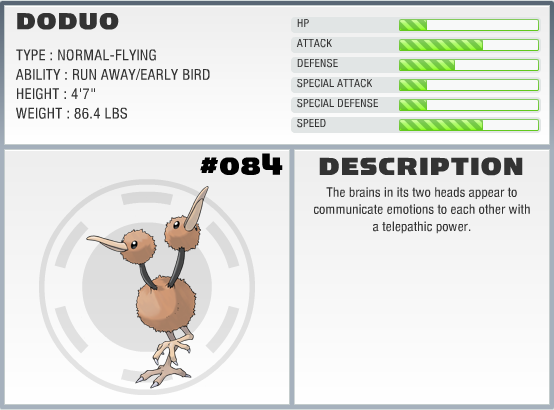 DODUO
TYPE : NORMAL-FLYING
ABILITY : RUN AWAY/EARLY BIRD
HEIGHT : 4'7"
WEIGHT : 86.4 LBS
HP
ATTACK
DEFENSE
SPECIAL ATTACK
SPECIAL DEFENSE
SPEED
#084
DESCRIPTION
The brains in its two heads appear to
communicate emotions to each other with
a telepathic power.